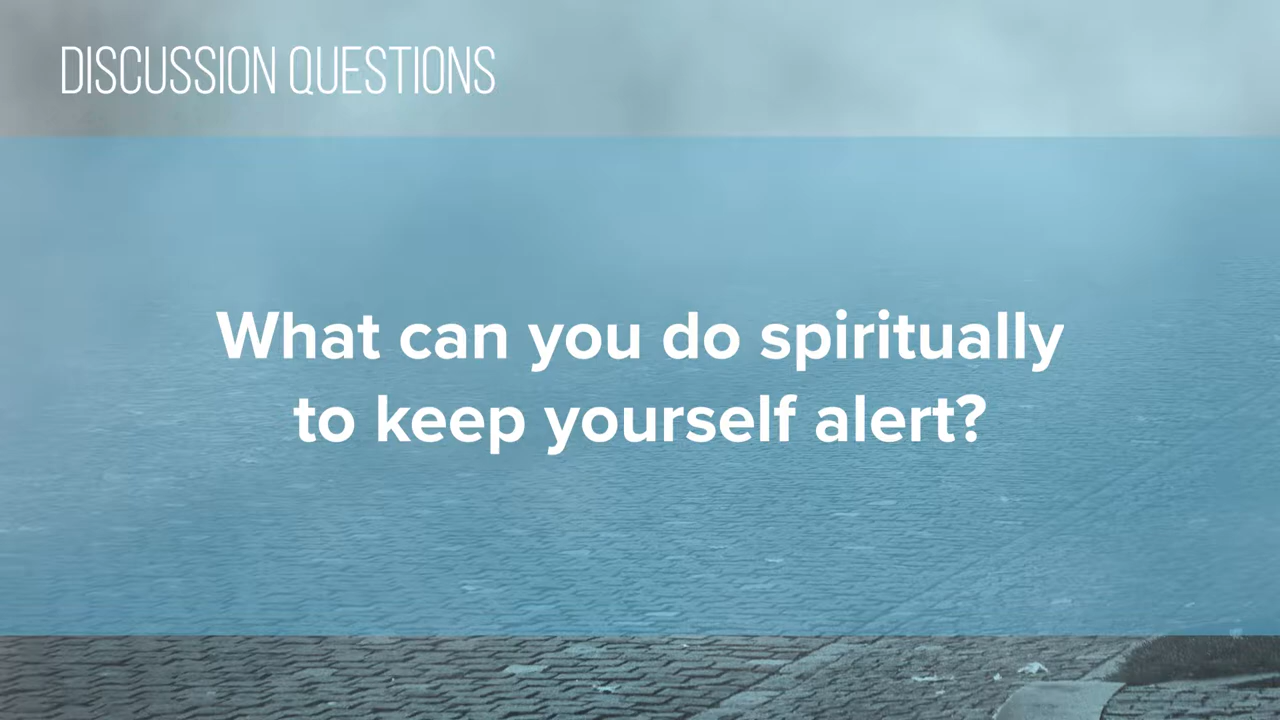 DISCUSSION QUESTIONS
What can you do spiritually
to keep yourself alert?